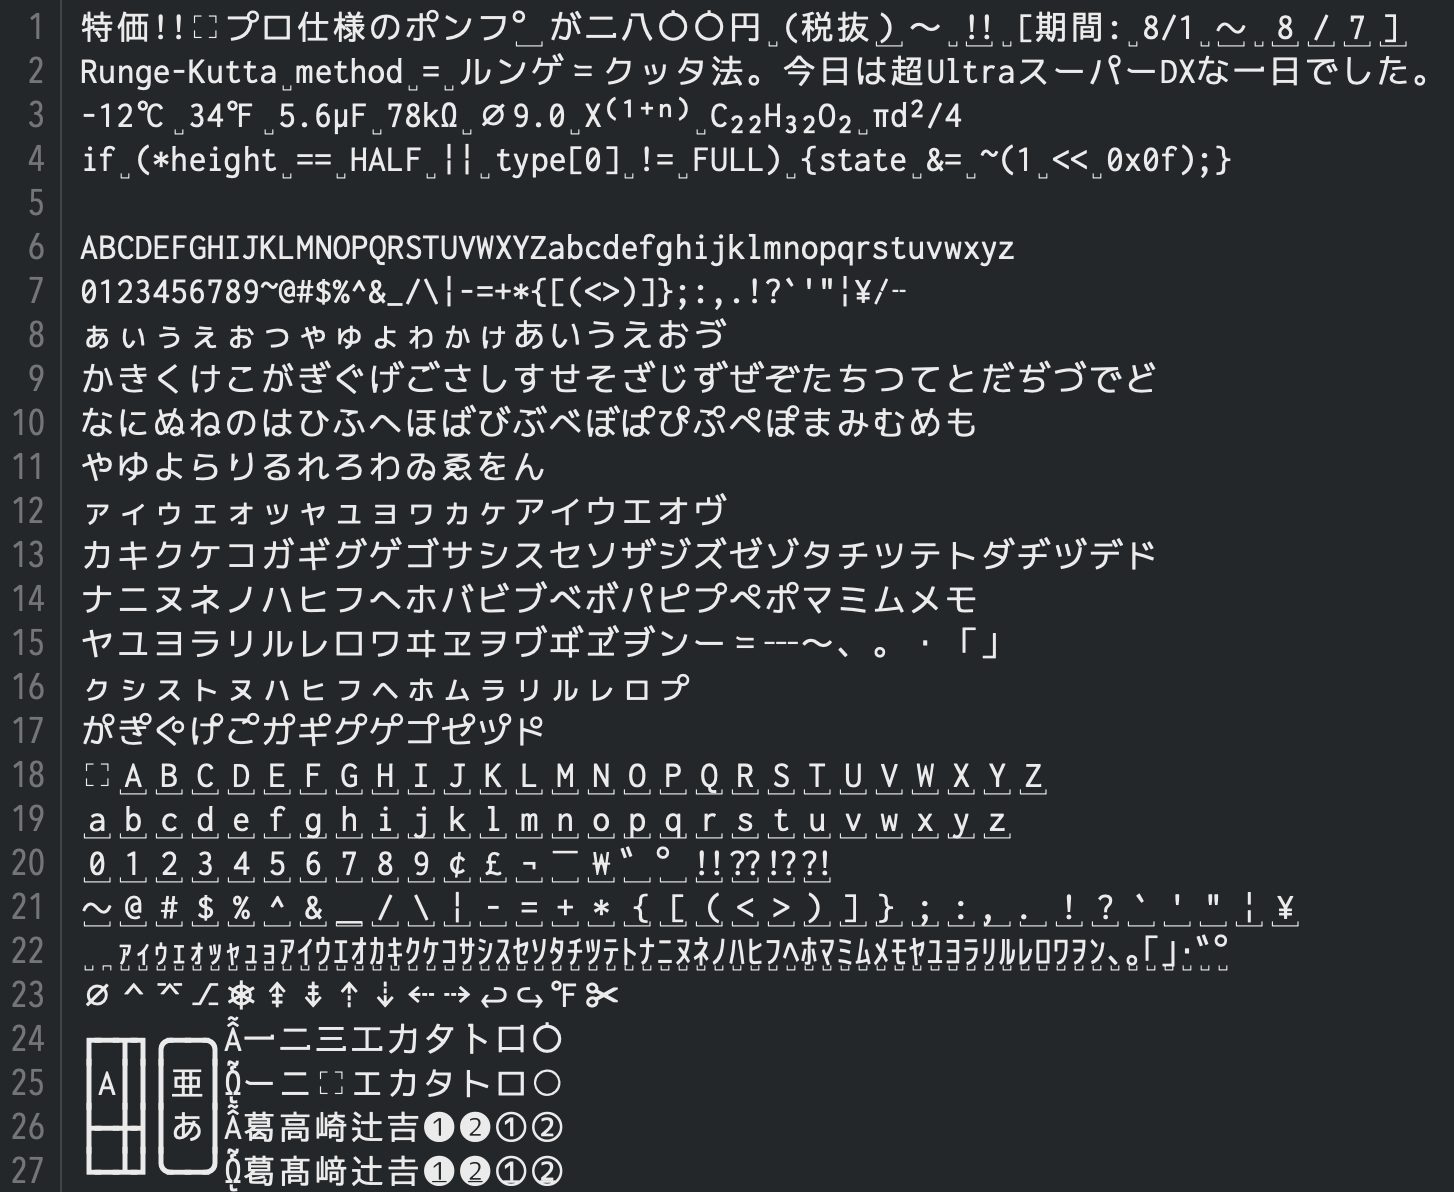 1 特価!!　プロ仕様のポンプ が二八〇〇円 (税抜）～ ！！ [期間: 8/1 ～ ８／７］
2 Runge-Kutta method = ルンゲ゠クッタ法。今日は超UltraスーパーDXな一日でした。
3 -12℃ 34℉ 5.6μF 78kΩ ⌀9.0 X⁽¹⁺ⁿ⁾ C₂₂H₃₂O₂ πd²/4
4 if (*height == HALF || type[0] != FULL) {state &= ~(1 << 0x0f);}
5
6 ABCDEFGHIJKLMNOPQRSTUVWXYZabcdefghijklmnopqrstuvwxyz
7 0123456789~@#$%^&_/\|-=+*{[(<>)]};:,.!?`'"¦¥/--
8 ぁぃぅぇぉっゃゅょゎゕゖあいうえおゔ
9 かきくけこがぎぐげごさしすせそざじずぜぞたちつてとだぢづでど
10 なにぬねのはひふへほばびぶべぼぱぴぷぺぽまみむめも
11 やゆよらりるれろわゐゑをん
12 ァィゥェォッャュョヮヵヶアイウエオヴ
13 カキクケコガギグゲゴサシスセソザジズゼゾタチツテトダヂヅデド
14 ナニヌネノハヒフヘホバビブベボパピプペポマミムメモ
15 ヤユヨラリルレロワヰヱヲヴヸヹヺンー゠---～、。・「」
16 ㇰㇱㇲㇳㇴㇵㇶㇷㇸㇹㇺㇻㇼㇽㇾㇿㇷ゚
17 か゚き゚く゚け゚こ゚カ゚キ゚ク゚ケ゚コ゚セ゚ツ゚ト゚
18 　ＡＢＣＤＥＦＧＨＩＪＫＬＭＮＯＰＱＲＳＴＵＶＷＸＹＺ
19 ａｂｃｄｅｆｇｈｉｊｋｌｍｎｏｐｑｒｓｔｕｖｗｘｙｚ
20 ０１２３４５６７８９￠￡￢￣￦゛゜‼⁇⁉⁈
21 ～＠＃＄％＾＆＿／＼｜－＝＋＊｛［（＜＞）］｝；：，．！？｀＇＂￤￥
22 ｧｨｩｪｫｯｬｭｮｱｲｳｴｵｶｷｸｹｺｻｼｽｾｿﾀﾁﾂﾃﾄﾅﾆﾇﾈﾉﾊﾋﾌﾍﾎﾏﾐﾑﾒﾓﾔﾕﾖﾗﾘﾙﾚﾛﾜｦﾝ､｡｢｣･ﾞﾟ
23 ⌀⌃⌤⌥⎈⇞⇟⇡⇣⇠⇢↩↪℉✂
24 Ẫ一二三工力夕卜口〇
25 ー二　エカタト□○
26 A 亜 あ Ẫ葛高崎辻吉❶❷①②
27 葛髙﨑辻吉❶❷①②